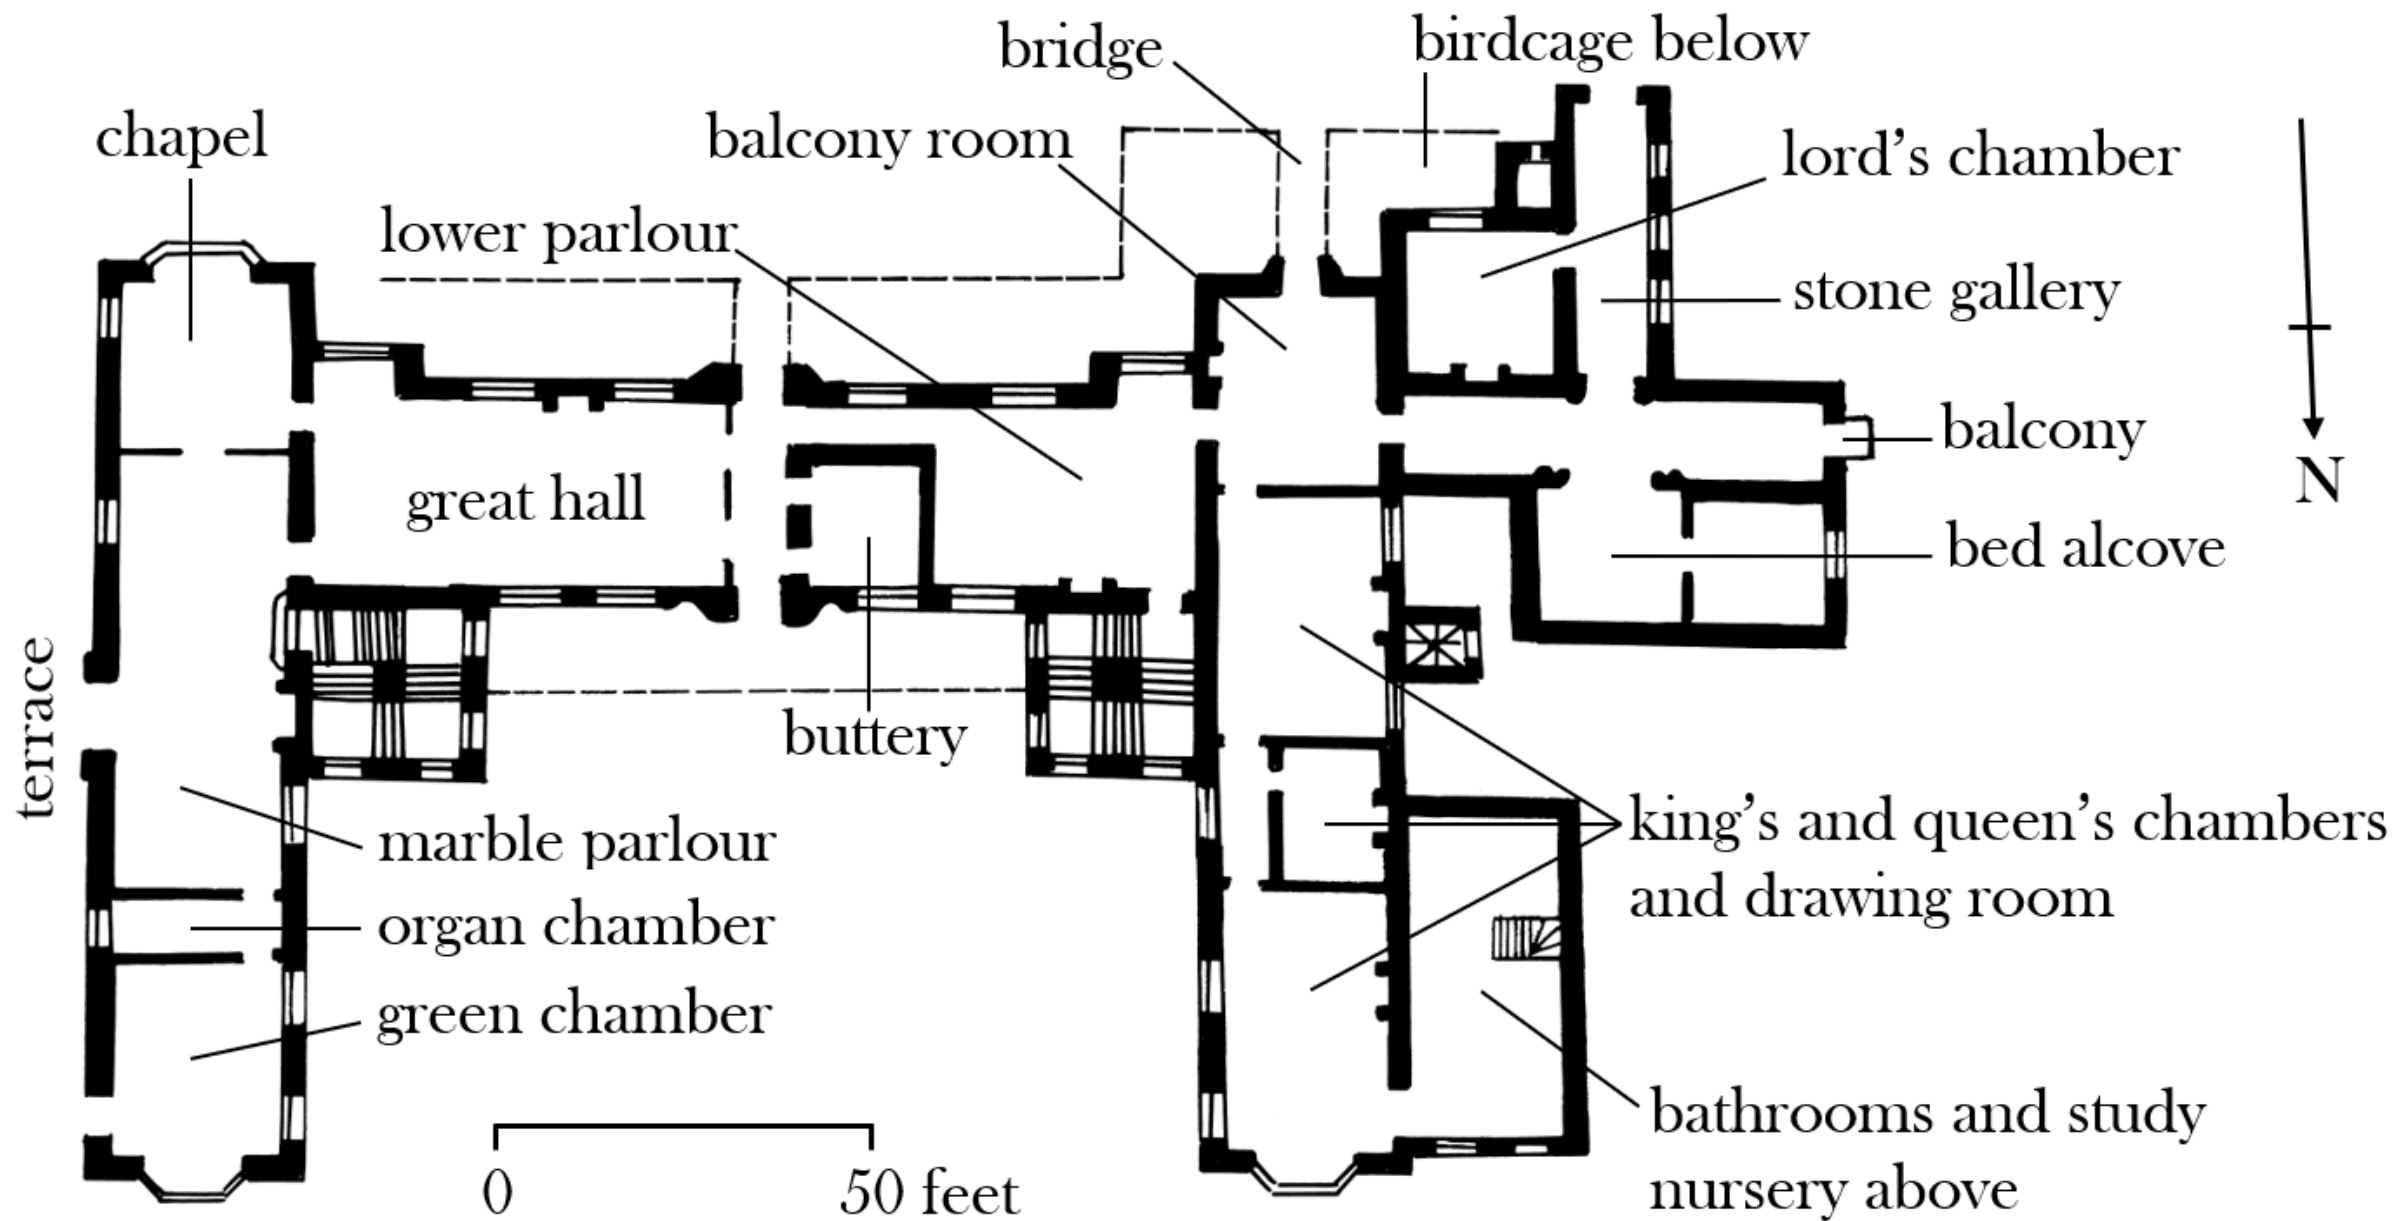 bridge
birdcage below
chapel
balcony room
lord’s chamber
lower parlour
stone gallery
balcony
N
great hall
bed alcove
terrace
buttery
marble parlour
king’s and queen’s chambers
and drawing room
organ chamber
green chamber
bathrooms and study
nursery above
0
50 feet